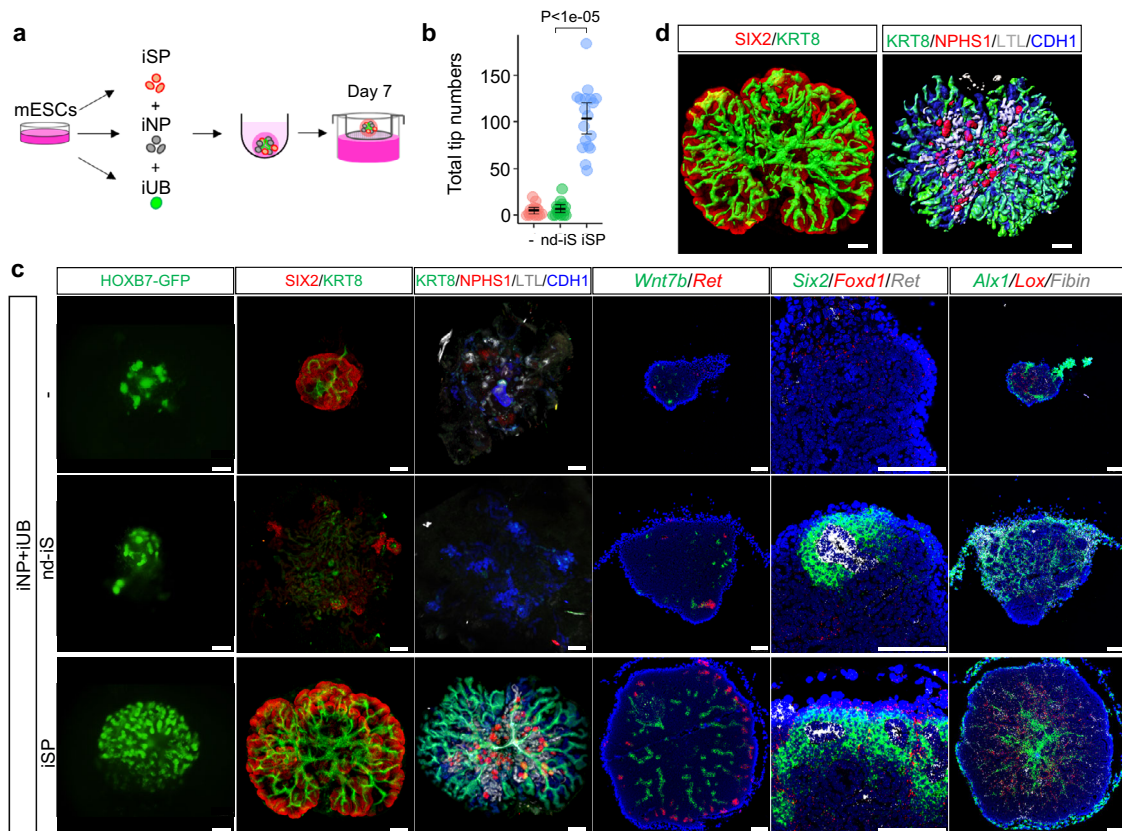 a
iSP
+
mESCs
iNP
+
iUB
Day 7
b
P<1e-05
Total tip numbers
150
100
50
0
-
nd-iS
iSP
d
SIX2/KRT8
KRT8/NPHS1/LTL/CDH1
c
HOXB7-GFP
SIX2/KRT8
KRT8/NPHS1/LTL/CDH1
Wnt7b/Ret
Six2/Foxd1/Ret
Alx1/Lox/Fibin
iNP+iUB
-
nd-iS
iSP